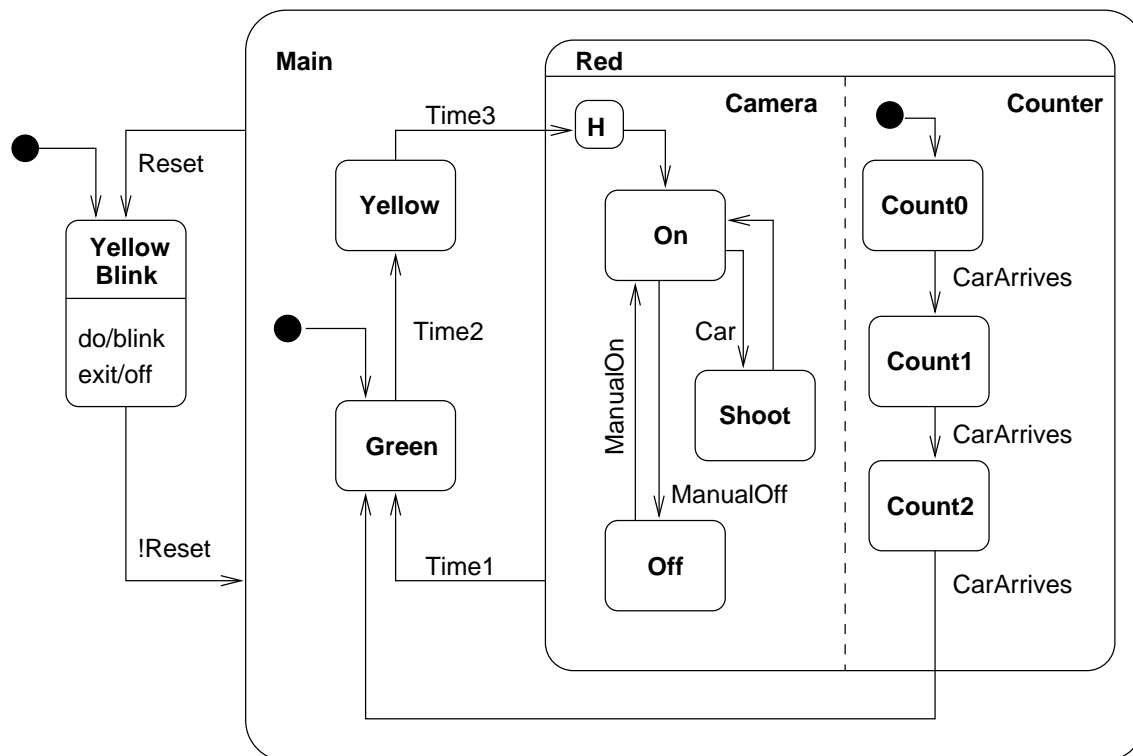 Main
Red
Camera
Counter
Time3
H
Reset
Yellow
On
Count0
Yellow
Blink
CarArrives
do/blink
exit/off
Time2
ManualOn
Car
Count1
Shoot
CarArrives
Green
ManualOff
Count2
!Reset
Time1
Off
CarArrives